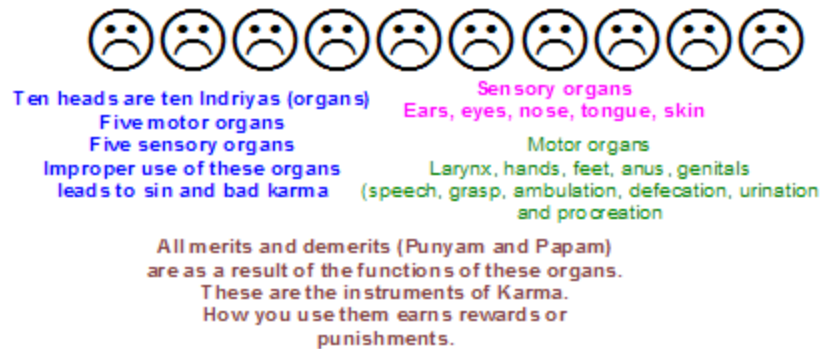 Ten heads are ten Indriyas (organs)
Five motor organs
Five sensory organs
Improper use of these organs
leads to sin and bad karma
Sensory organs
Ears, eyes, nose, tongue, skin
Motor organs
Larynx, hands, feet, anus, genitals
(speech, grasp, ambulation, defecation, urination
and procreation
All merits and demerits (Punyam and Papam)
are as a result of the functions of these organs.
These are the instruments of Karma.
How you use them earns rewards or
punishments.